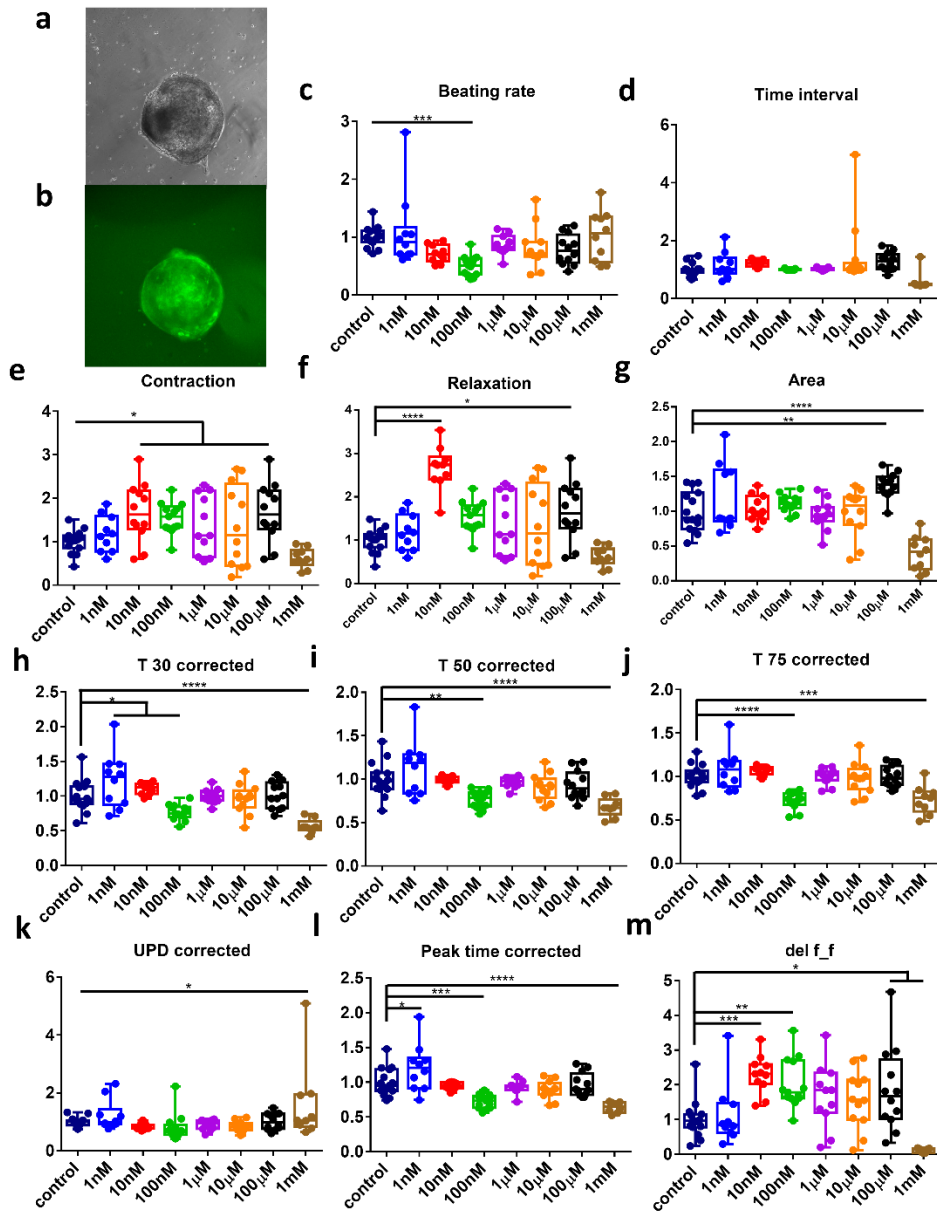 a
b
c
Beating rate
***
3
2
1
0
control 1nM 10nM 100nM 1μM 10μM 100μM 1mM
d
Time interval
6
4
2
0
control 1nM 10nM 100nM 1μM 10μM 100μM 1mM
e
Contraction
*
4
3
2
1
0
control 1nM 10nM 100nM 1μM 10μM 100μM 1mM
f
Relaxation
*
****
4
3
2
1
0
control 1nM 10nM 100nM 1μM 10μM 100μM 1mM
g
Area
****
**
2.5
2.0
1.5
1.0
0.5
0.0
control 1nM 10nM 100nM 1μM 10μM 100μM 1mM
h
T 30 corrected
****
*
2.5
2.0
1.5
1.0
0.5
0.0
control 1nM 10nM 100nM 1μM 10μM 100μM 1mM
i
T 50 corrected
****
**
2.0
1.5
1.0
0.5
0.0
control 1nM 10nM 100nM 1μM 10μM 100μM 1mM
j
T 75 corrected
***
****
2.0
1.5
1.0
0.5
0.0
control 1nM 10nM 100nM 1μM 10μM 100μM 1mM
k
UPD corrected
*
6
4
2
0
control 1nM 10nM 100nM 1μM 10μM 100μM 1mM
l
Peak time corrected
****
***
*
2.5
2.0
1.5
1.0
0.5
0.0
control 1nM 10nM 100nM 1μM 10μM 100μM 1mM
m
del f_f
*
**
***
5
4
3
2
1
0
control 1nM 10nM 100nM 1μM 10μM 100μM 1mM